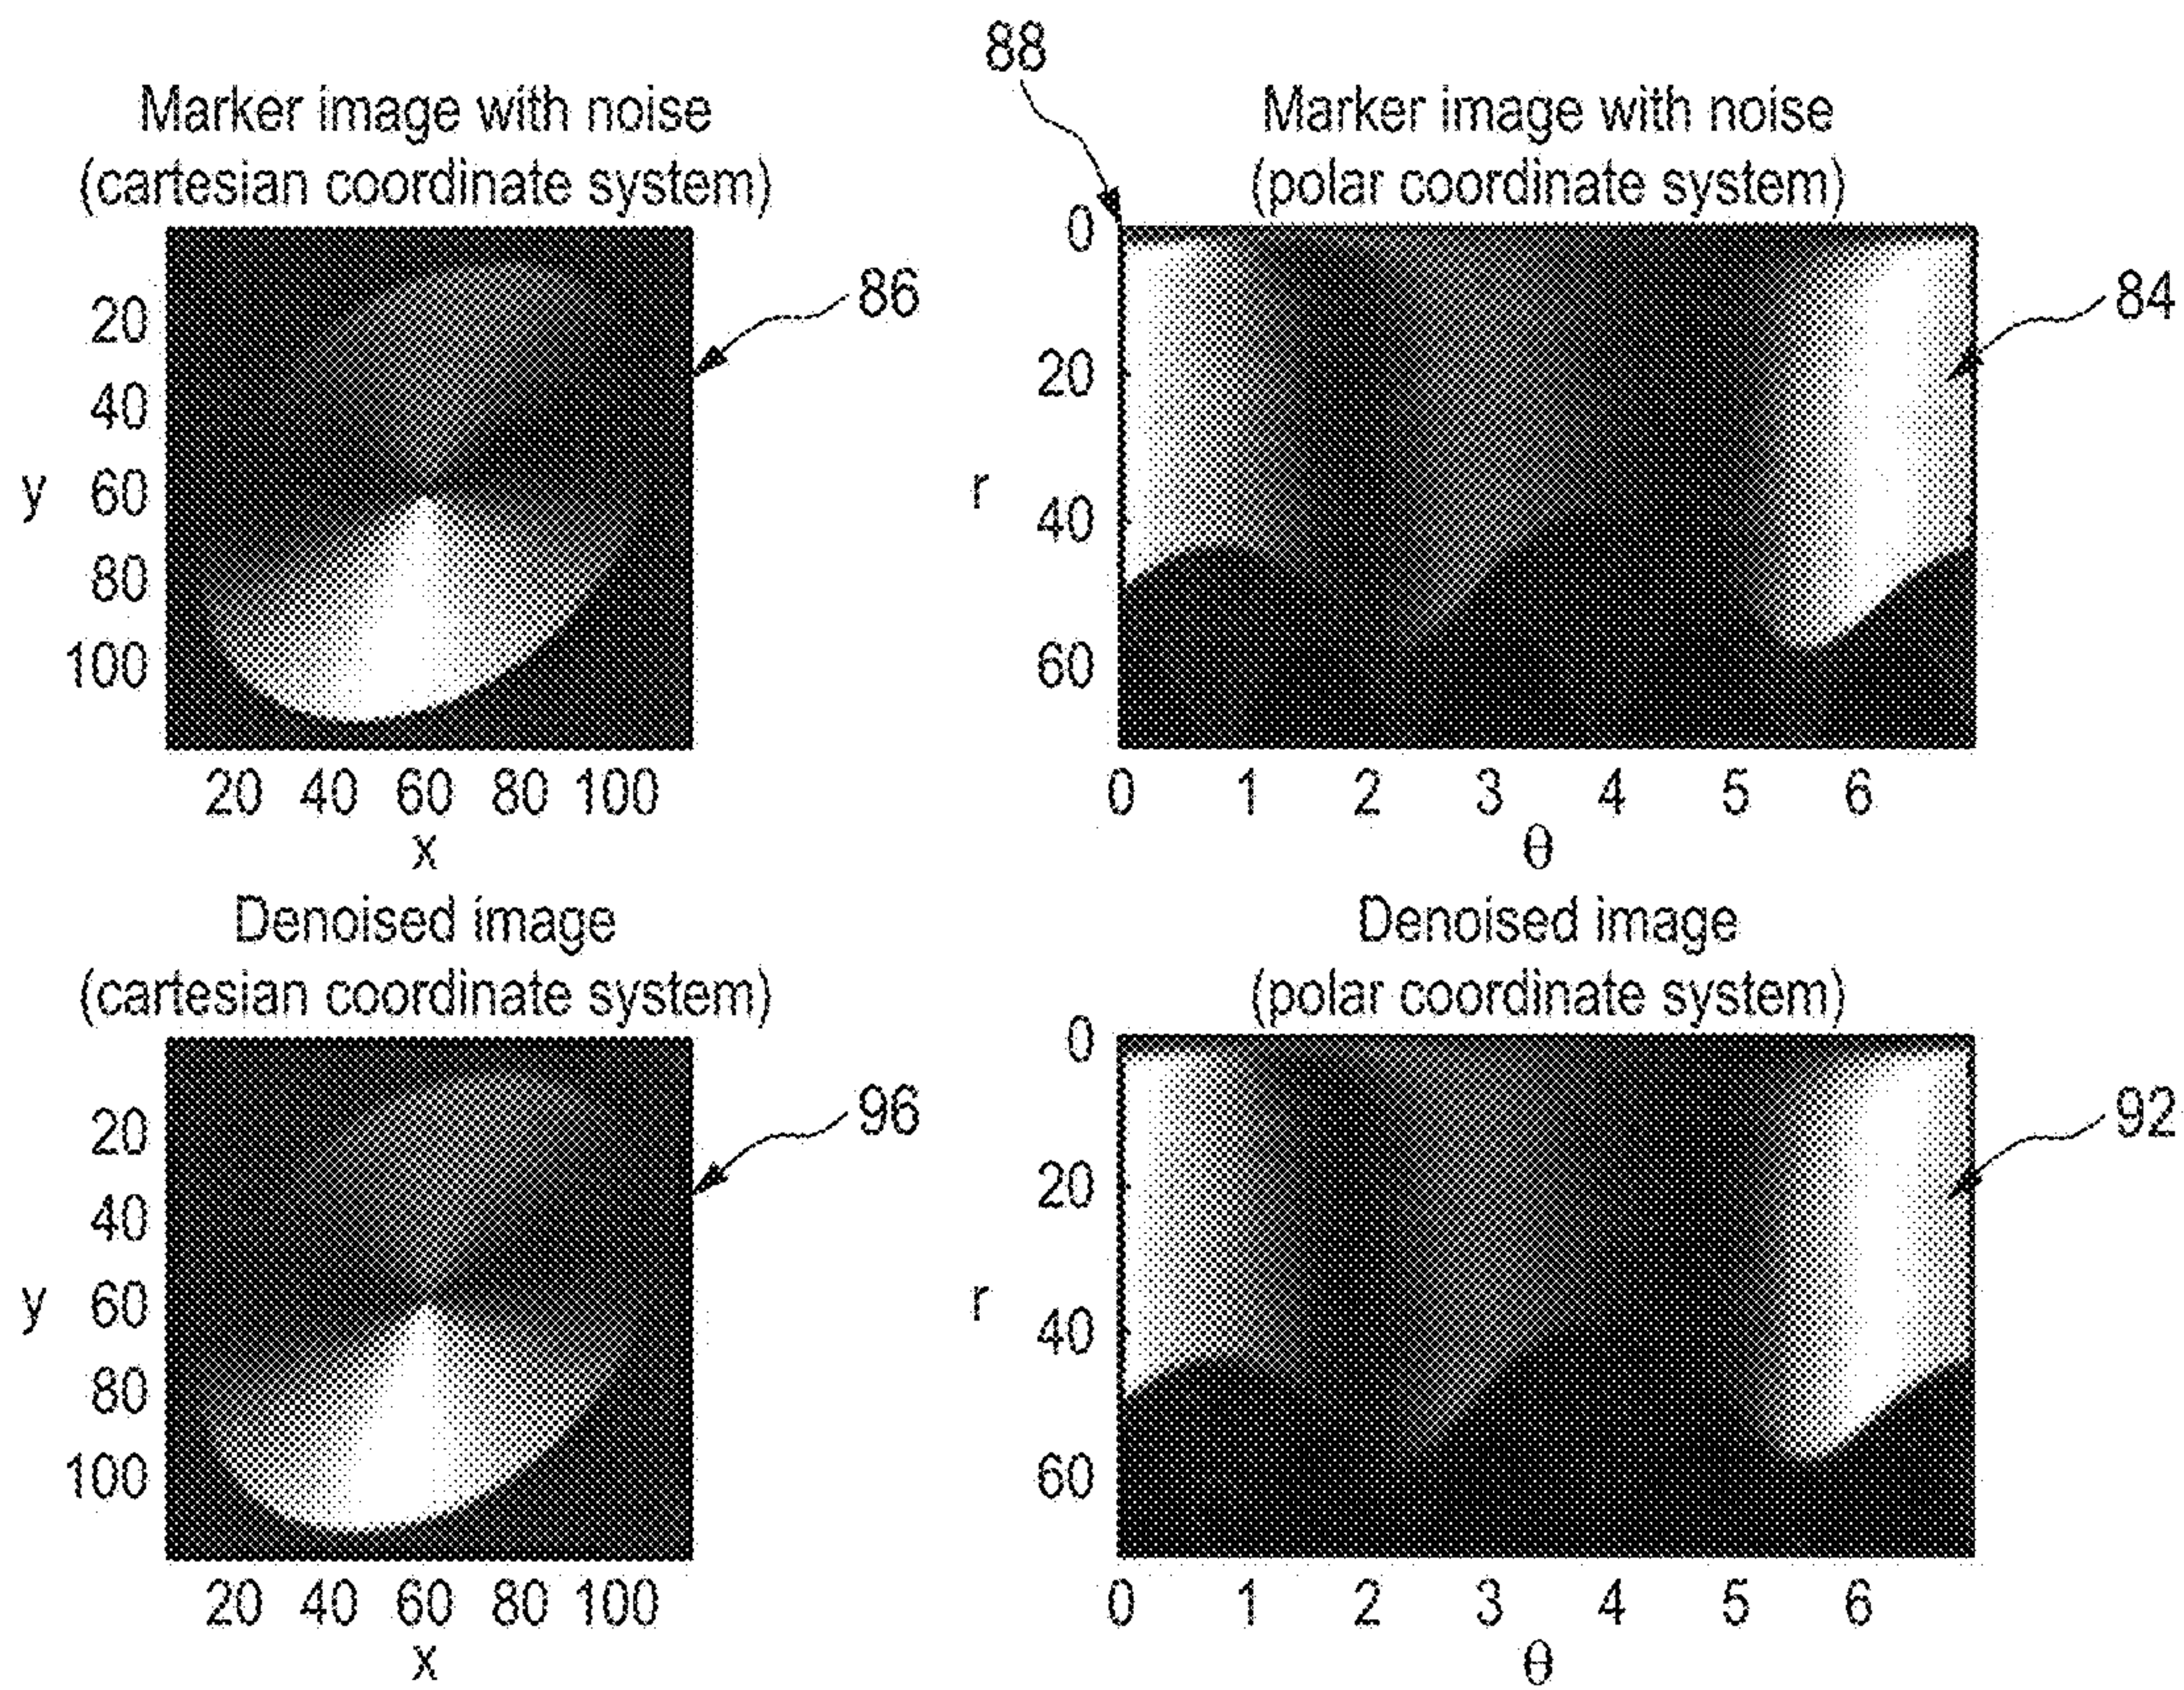 88
Marker image with noise
(cartesian coordinate system)
86
20
40
60
80
100
y
20 40 60 80 100
x
Marker image with noise
(polar coordinate system)
84
0
20
40
60
r
0 1 2 3 4 5 6
θ
Denoised image
(cartesian coordinate system)
96
20
40
60
80
100
y
20 40 60 80 100
x
Denoised image
(polar coordinate system)
92
0
20
40
60
r
0 1 2 3 4 5 6
θ